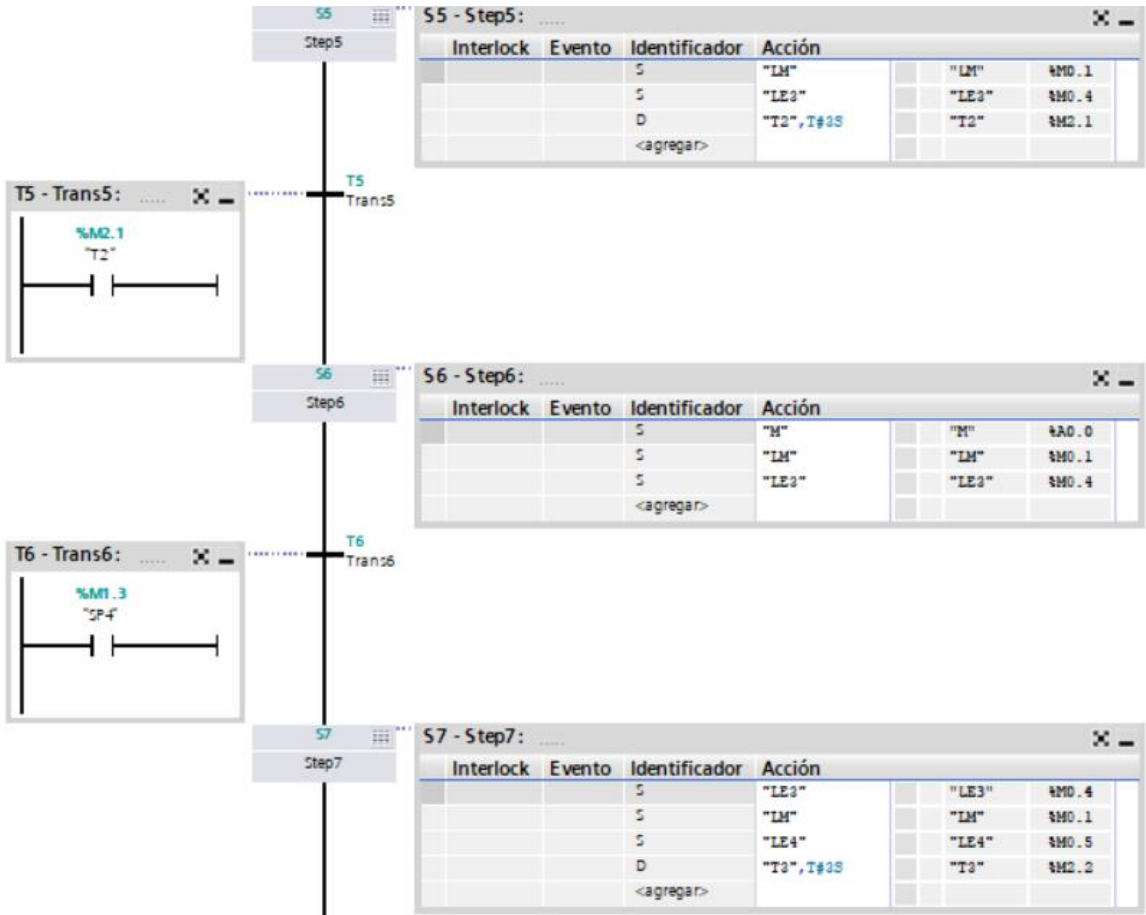 S5
Step5
S5 - Step5: .....
Interlock Evento Identificador Acción
S "LM" "LM" %M0.1
S "LE3" "LE3" %M0.4
D "T2",T#3S "T2" %M2.1
<agregar>
T5 - Trans5: .....
T5
Trans5
%M2.1
"T2"
S6
Step6
S6 - Step6: .....
Interlock Evento Identificador Acción
S "M" "M" %A0.0
S "LM" "LM" %M0.1
S "LE3" "LE3" %M0.4
<agregar>
T6 - Trans6: .....
T6
Trans6
%M1.3
"SP4"
S7
Step7
S7 - Step7: .....
Interlock Evento Identificador Acción
S "LE3" "LE3" %M0.4
S "LM" "LM" %M0.1
S "LE4" "LE4" %M0.5
D "T3",T#3S "T3" %M2.2
<agregar>